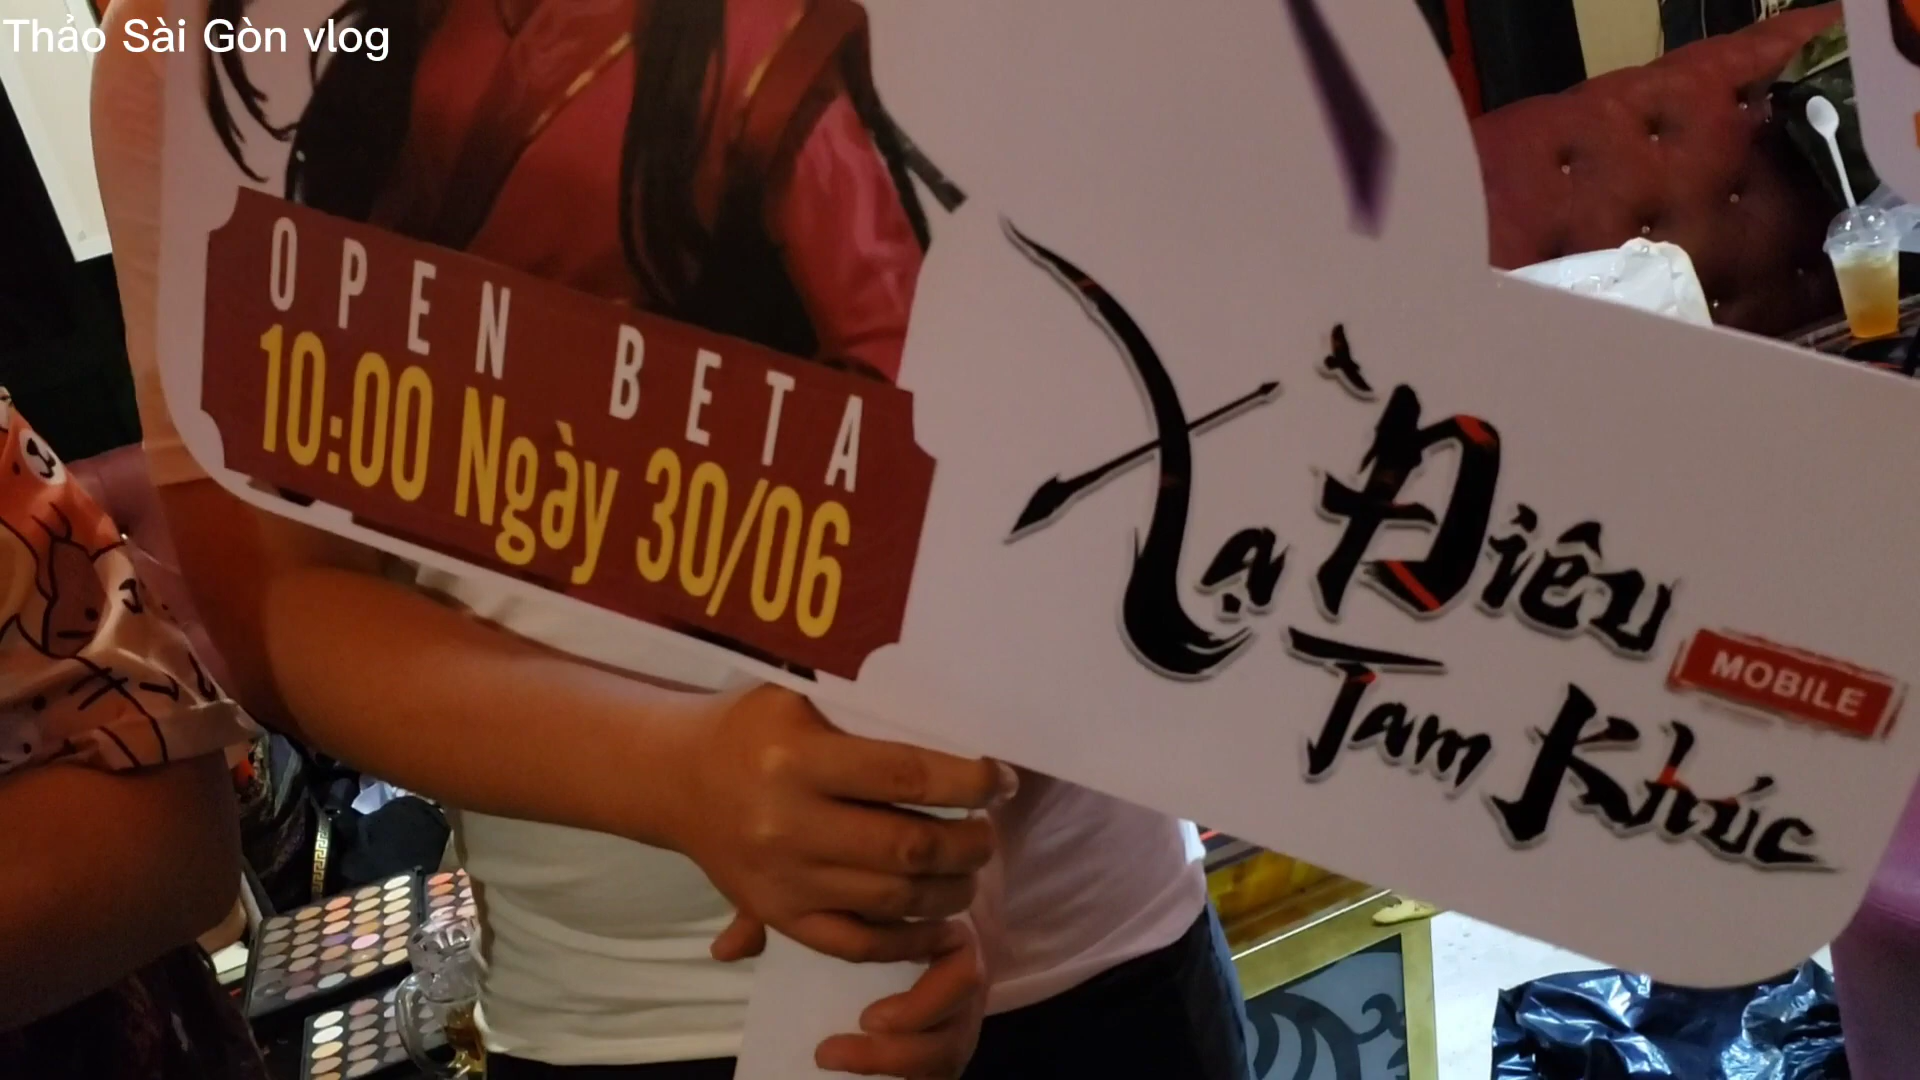 Thảo Sài Gòn vlog
OPEN BETA
10:00 Ngày 30/06
Xạ Điêu
Tam Khúc
MOBILE